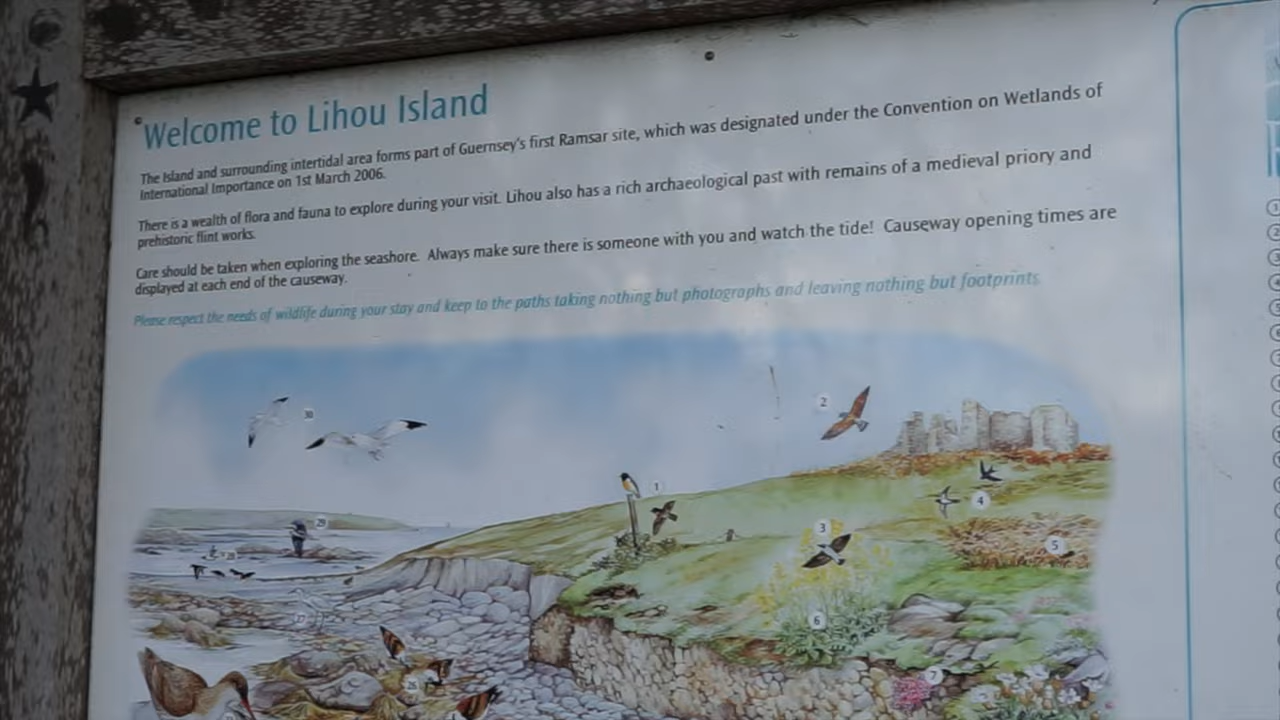 Welcome to Lihou Island
The Island and surrounding intertidal area forms part of Guernsey's first Ramsar site, which was designated under the Convention on Wetlands of
International Importance on 1st March 2006.
There is a wealth of flora and fauna to explore during your visit. Lihou also has a rich archaeological past with remains of a medieval priory and
prehistoric flint works.
Care should be taken when exploring the seashore. Always make sure there is someone with you and watch the tide! Causeway opening times are
displayed at each end of the causeway.
Please respect the needs of wildlife during your stay and keep to the paths taking nothing but photographs and leaving nothing but footprints
30
2
1
29
3
4
5
6
7